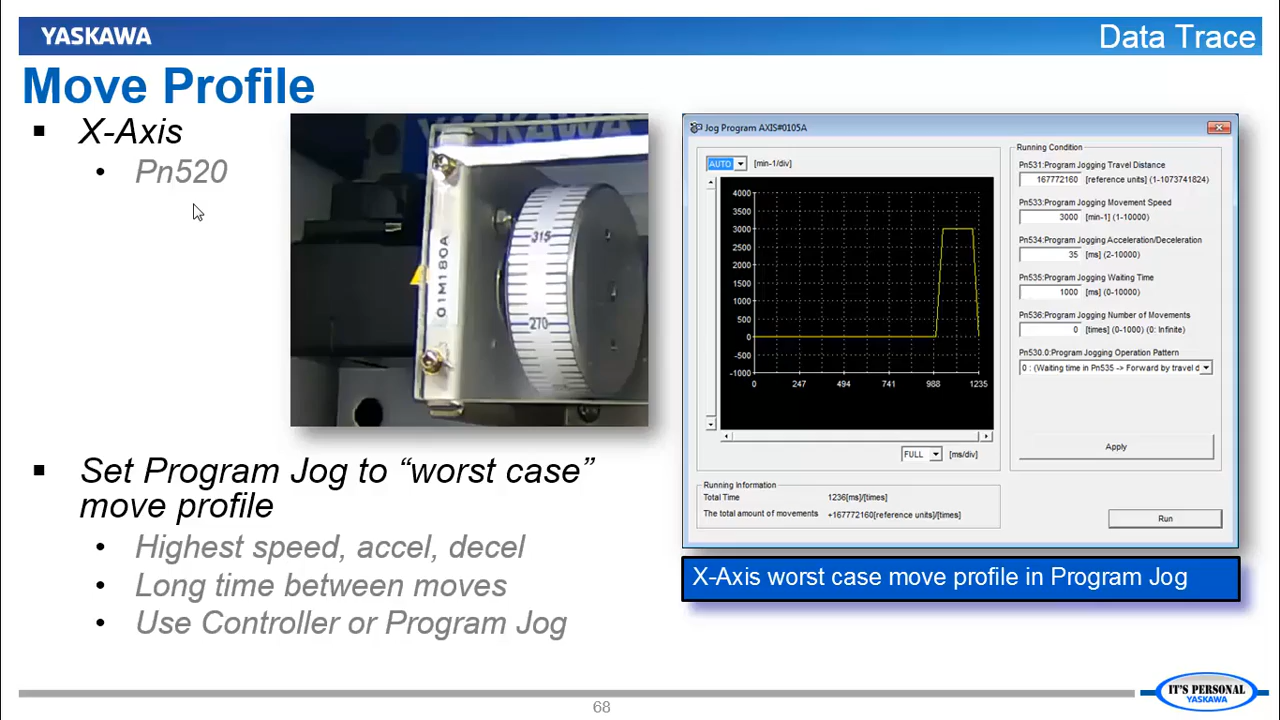 YASKAWA
Data Trace
Move Profile
X-Axis
Pn520
YASKAWA
01M180A
315
270
Set Program Jog to “worst case”
move profile
Highest speed, accel, decel
Long time between moves
Use Controller or Program Jog
Jog Program AXIS#0105A
AUTO [min-1/div]
4000
3500
3000
2500
2000
1500
1000
500
0
-500
-1000
0 247 494 741 988 1235
FULL [ms/div]
Running Condition
Pn531:Program Jogging Travel Distance
167772160 [reference units] (1-1073741824)
Pn533:Program Jogging Movement Speed
3000 [min-1] (1-10000)
Pn534:Program Jogging Acceleration/Deceleration
35 [ms] (2-10000)
Pn535:Program Jogging Waiting Time
1000 [ms] (0-10000)
Pn536:Program Jogging Number of Movements
0 [times] (0-1000) (0: Infinite)
Pn530.0:Program Jogging Operation Pattern
0 : (Waiting time in Pn535 -> Forward by travel d
Apply
Running Information
Total Time 1236[ms]/[times]
The total amount of movements +167772160[reference units]/[times]
Run
X-Axis worst case move profile in Program Jog
68
IT'S PERSONAL
YASKAWA